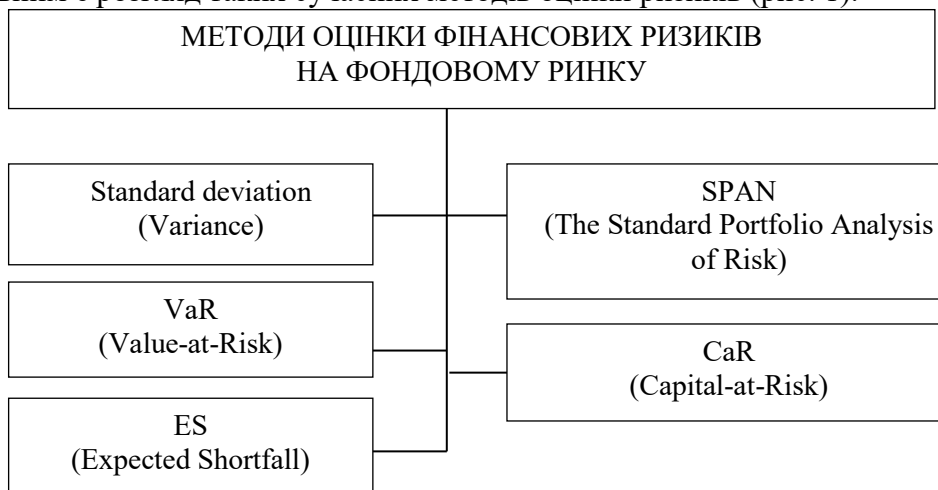 МЕТОДИ ОЦІНКИ ФІНАНСОВИХ РИЗИКІВ
НА ФОНДОВОМУ РИНКУ
Standard deviation
(Variance)
SPAN
(The Standard Portfolio Analysis
of Risk)
VaR
(Value-at-Risk)
CaR
(Capital-at-Risk)
ES
(Expected Shortfall)